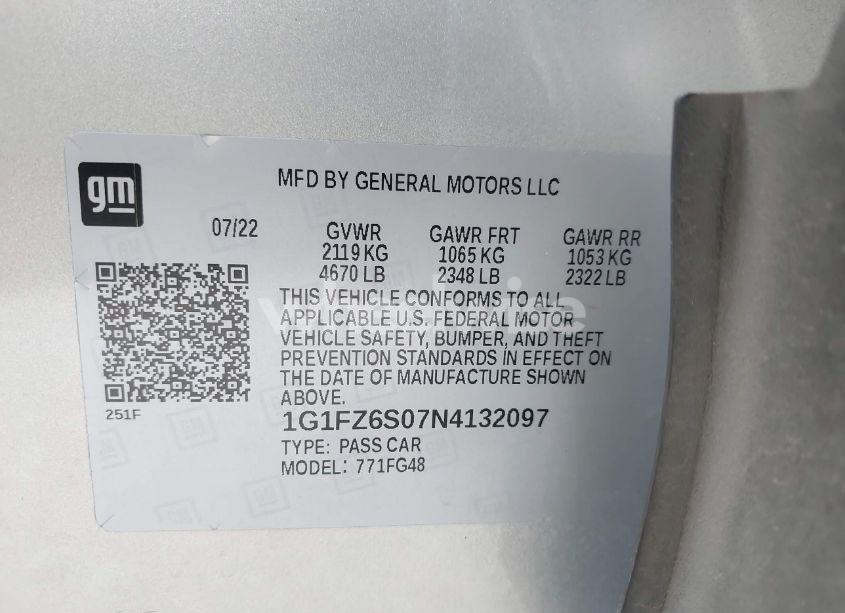 gm
MFD BY GENERAL MOTORS LLC
07/22
GVWR
2119 KG
4670 LB
GAWR FRT
1065 KG
2348 LB
GAWR RR
1053 KG
2322 LB
THIS VEHICLE CONFORMS TO ALL
APPLICABLE U.S. FEDERAL MOTOR
VEHICLE SAFETY, BUMPER, AND THEFT
PREVENTION STANDARDS IN EFFECT ON
THE DATE OF MANUFACTURE SHOWN
ABOVE.
251F
1G1FZ6S07N4132097
TYPE: PASS CAR
MODEL: 771FG48